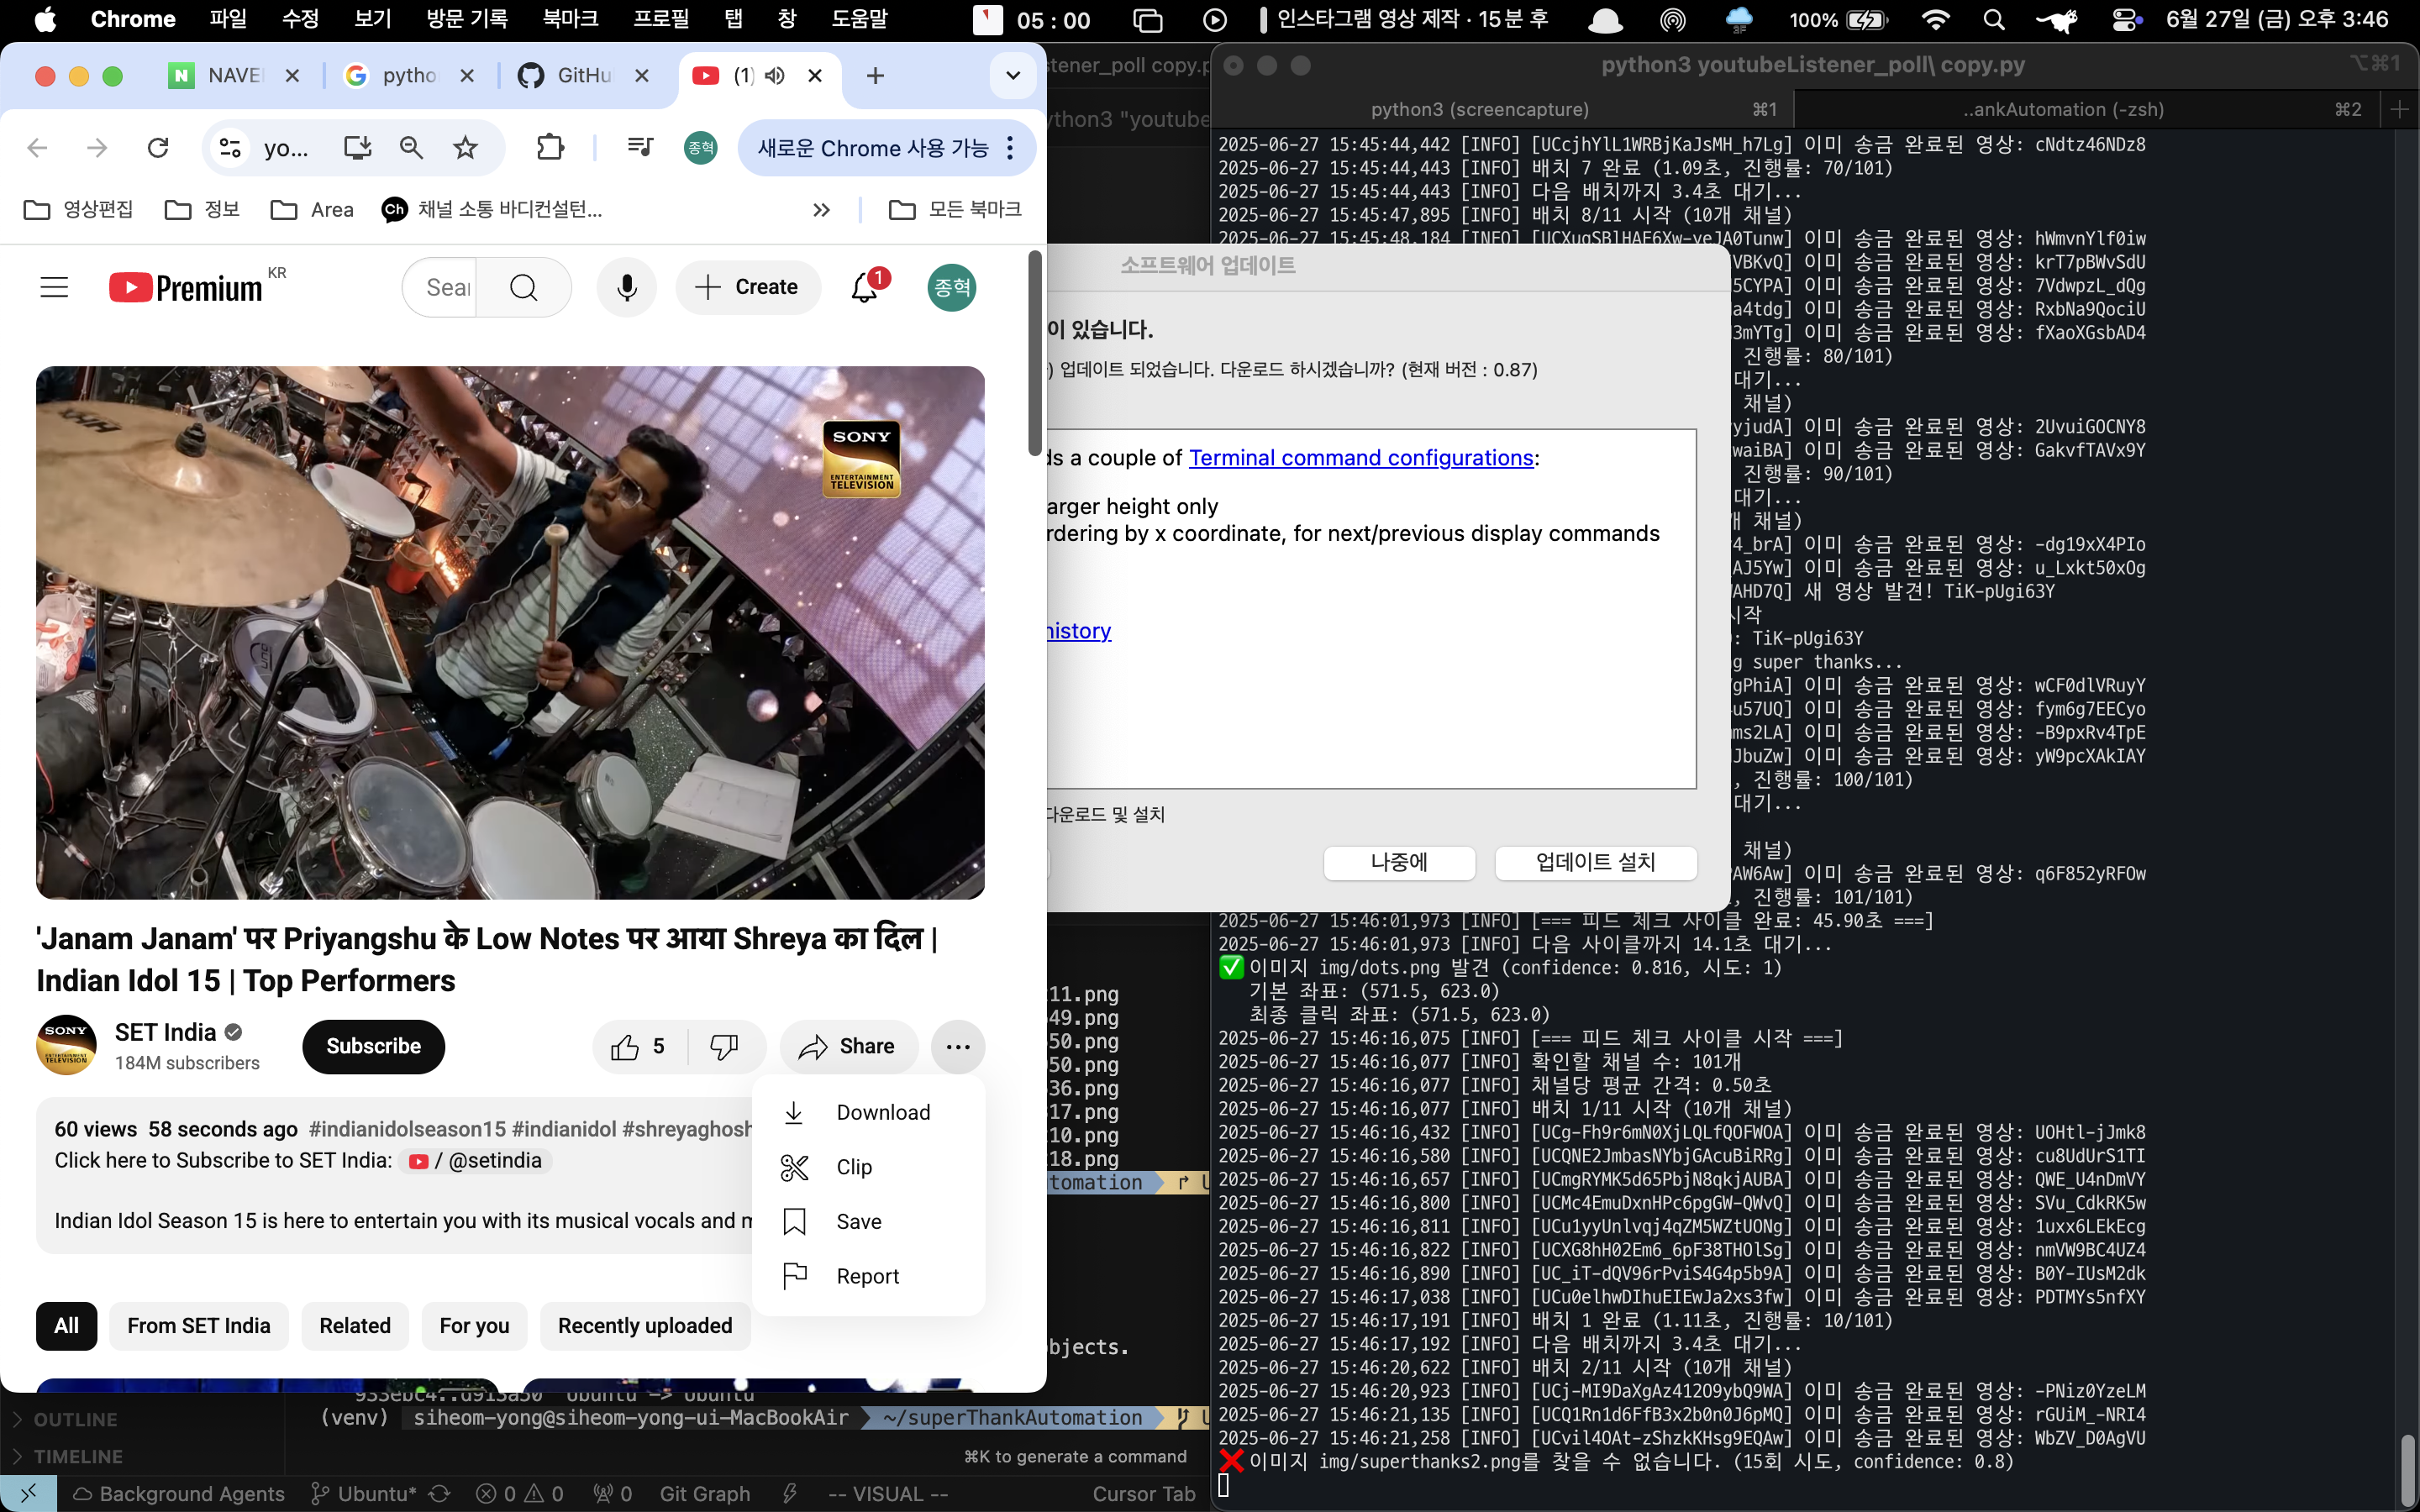 Chrome 파일 수정 보기 방문 기록 북마크 프로필 탭 창 도움말 05 : 00 인스타그램 영상 제작 · 15분 후 100% 6월 27일 (금) 오후 3:46
NAVE pytho GitHu (1)
yo... 종혁 새로운 Chrome 사용 가능
영상편집 정보 Area Ch 채널 소통 바디컨설턴... 모든 북마크
Premium KR Sear Create 1 종혁
SONY
ENTERTAINMENT
TELEVISION
'Janam Janam' पर Priyangshu के Low Notes पर आया Shreya का दिल |
Indian Idol 15 | Top Performers
SET India
184M subscribers
Subscribe 5 Share
60 views 58 seconds ago #indianidolseason15 #indianidol #shreyaghosh
Click here to Subscribe to SET India: / @setindia
Indian Idol Season 15 is here to entertain you with its musical vocals and m
Download
Clip
Save
Report
All From SET India Related For you Recently uploaded
stener_poll copy.p
ython3 "youtube
소프트웨어 업데이트
이 있습니다.
) 업데이트 되었습니다. 다운로드 하시겠습니까? (현재 버전 : 0.87)
ds a couple of Terminal command configurations:
arger height only
rdering by x coordinate, for next/previous display commands
history
다운로드 및 설치
나중에 업데이트 설치
11.png
49.png
50.png
50.png
36.png
17.png
10.png
18.png
tomation
bjects.
933ebc4..d913a50 Ubuntu -> Ubuntu
(venv) siheom-yong@siheom-yong-ui-MacBookAir ~/superThankAutomation
⌘K to generate a command
OUTLINE
TIMELINE
Background Agents Ubuntu* 0 0 0 Git Graph -- VISUAL -- Cursor Tab
python3 youtubeListener_poll\ copy.py ⌥⌘1
python3 (screencapture) ⌘1 ..ankAutomation (-zsh) ⌘2
2025-06-27 15:45:44,442 [INFO] [UCcjhYlL1WRBjKaJsMH_h7Lg] 이미 송금 완료된 영상: cNdtz46NDz8
2025-06-27 15:45:44,443 [INFO] 배치 7 완료 (1.09초, 진행률: 70/101)
2025-06-27 15:45:44,443 [INFO] 다음 배치까지 3.4초 대기...
2025-06-27 15:45:47,895 [INFO] 배치 8/11 시작 (10개 채널)
2025-06-27 15:45:48,184 [INFO] [UCXugSBlHAE6Xw-yeJA0Tunw] 이미 송금 완료된 영상: hWmvnYlf0iw
VBKvQ] 이미 송금 완료된 영상: krT7pBWvSdU
5CYPA] 이미 송금 완료된 영상: 7VdwpzL_dQg
a4tdg] 이미 송금 완료된 영상: RxbNa9QociU
3mYTg] 이미 송금 완료된 영상: fXaoXGsbAD4
진행률: 80/101)
대기...
채널)
yjudA] 이미 송금 완료된 영상: 2UvuiGOCNY8
waiBA] 이미 송금 완료된 영상: GakvfTAVx9Y
진행률: 90/101)
대기...
개 채널)
4_brA] 이미 송금 완료된 영상: -dg19xX4PIo
AJ5Yw] 이미 송금 완료된 영상: u_Lxkt50xOg
AHD7Q] 새 영상 발견! TiK-pUgi63Y
시작
: TiK-pUgi63Y
g super thanks...
gPhiA] 이미 송금 완료된 영상: wCF0dlVRuyY
u57UQ] 이미 송금 완료된 영상: fym6g7EECyo
ms2LA] 이미 송금 완료된 영상: -B9pxRv4TpE
JbuZw] 이미 송금 완료된 영상: yW9pcXAkIAY
, 진행률: 100/101)
대기...
채널)
AW6Aw] 이미 송금 완료된 영상: q6F852yRFOw
, 진행률: 101/101)
2025-06-27 15:46:01,973 [INFO] [=== 피드 체크 사이클 완료: 45.90초 ===]
2025-06-27 15:46:01,973 [INFO] 다음 사이클까지 14.1초 대기...
✅ 이미지 img/dots.png 발견 (confidence: 0.816, 시도: 1)
기본 좌표: (571.5, 623.0)
최종 클릭 좌표: (571.5, 623.0)
2025-06-27 15:46:16,075 [INFO] [=== 피드 체크 사이클 시작 ===]
2025-06-27 15:46:16,077 [INFO] 확인할 채널 수: 101개
2025-06-27 15:46:16,077 [INFO] 채널당 평균 간격: 0.50초
2025-06-27 15:46:16,077 [INFO] 배치 1/11 시작 (10개 채널)
2025-06-27 15:46:16,432 [INFO] [UCg-Fh9r6mN0XjLQLfQOFWOA] 이미 송금 완료된 영상: UOHtl-jJmk8
2025-06-27 15:46:16,580 [INFO] [UCQNE2JmbasNYbjGAcuBiRRg] 이미 송금 완료된 영상: cu8UdUrS1TI
2025-06-27 15:46:16,657 [INFO] [UCmgRYMK5d65PbjN8qkjAUBA] 이미 송금 완료된 영상: QWE_U4nDmVY
2025-06-27 15:46:16,800 [INFO] [UCMc4EmuDxnHPc6pgGW-QWvQ] 이미 송금 완료된 영상: SVu_CdkRK5w
2025-06-27 15:46:16,811 [INFO] [UCu1yyUnlvqj4qZM5WZtUONg] 이미 송금 완료된 영상: 1uxx6LEkEcg
2025-06-27 15:46:16,822 [INFO] [UCXG8hH02Em6_6pF38THOlSg] 이미 송금 완료된 영상: nmVW9BC4UZ4
2025-06-27 15:46:16,890 [INFO] [UC_iT-dQV96rPviS4G4p5b9A] 이미 송금 완료된 영상: B0Y-IUsM2dk
2025-06-27 15:46:17,038 [INFO] [UCu0elhwDIhuEIEwJa2xs3fw] 이미 송금 완료된 영상: PDTMYs5nfXY
2025-06-27 15:46:17,191 [INFO] 배치 1 완료 (1.11초, 진행률: 10/101)
2025-06-27 15:46:17,192 [INFO] 다음 배치까지 3.4초 대기...
2025-06-27 15:46:20,622 [INFO] 배치 2/11 시작 (10개 채널)
2025-06-27 15:46:20,923 [INFO] [UCj-MI9DaXgAz412O9ybQ9WA] 이미 송금 완료된 영상: -PNiz0YzeLM
2025-06-27 15:46:21,135 [INFO] [UCQ1Rn1d6FfB3x2b0n0J6pMQ] 이미 송금 완료된 영상: rGUiM_-NRI4
2025-06-27 15:46:21,258 [INFO] [UCvil4OAt-zShzkKHsg9EQAw] 이미 송금 완료된 영상: WbZV_D0AgVU
❌ 이미지 img/superthanks2.png를 찾을 수 없습니다. (15회 시도, confidence: 0.8)